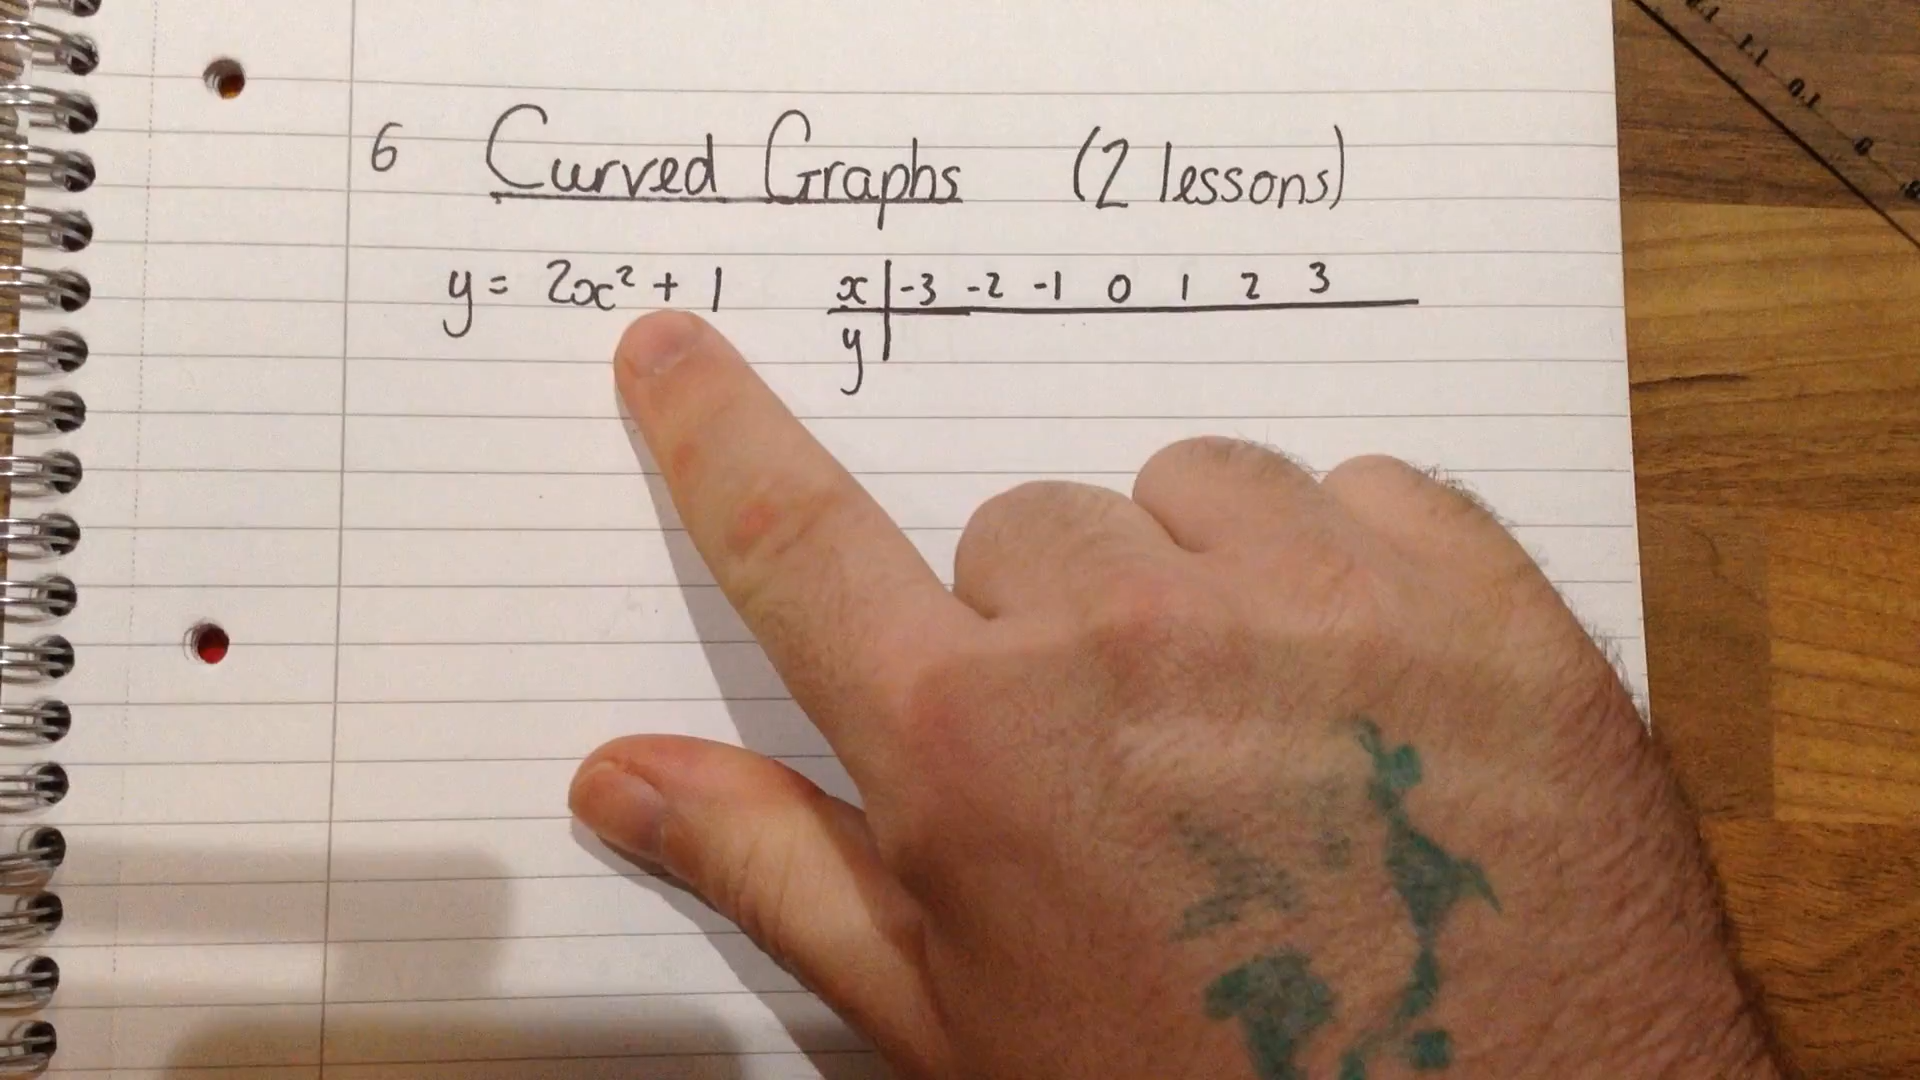 6 Curved Graphs (2 lessons)
y = 2x² + 1
x -3 -2 -1 0 1 2 3
y